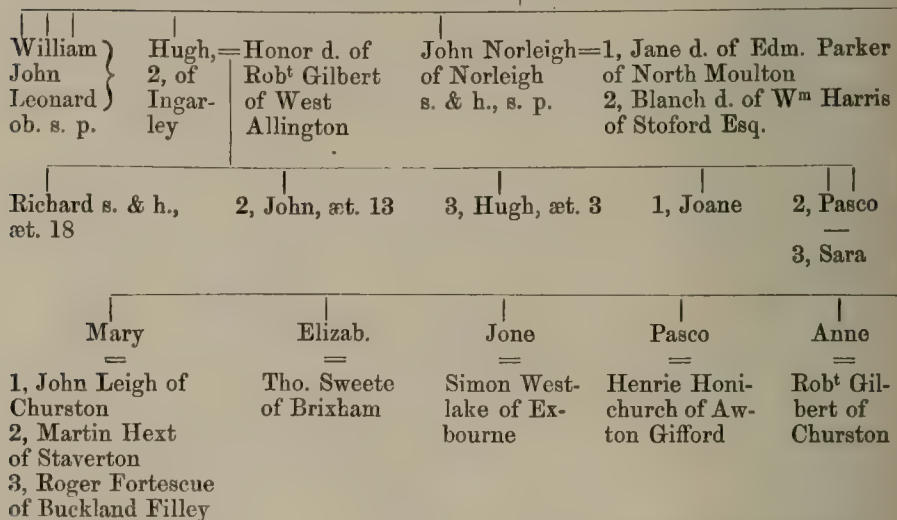 William
John
Leonard
ob. s. p.
Hugh,=
2, of
Ingar-
ley
Honor d. of
Robᵗ Gilbert
of West
Allington
John Norleigh=
of Norleigh
s. & h., s. p.
1, Jane d. of Edm. Parker
of North Moulton
2, Blanch d. of Wᵐ Harris
of Stoford Esq.
Richard s. & h.,
æt. 18
2, John, æt. 13
3, Hugh, æt. 3
1, Joane
2, Pasco
3, Sara
Mary
=
1, John Leigh of
Churston
2, Martin Hext
of Staverton
3, Roger Fortescue
of Buckland Filley
Elizab.
=
Tho. Sweete
of Brixham
Jone
=
Simon West-
lake of Ex-
bourne
Pasco
=
Henrie Honi-
church of Aw-
ton Gifford
Anne
=
Robᵗ Gil-
bert of
Churston